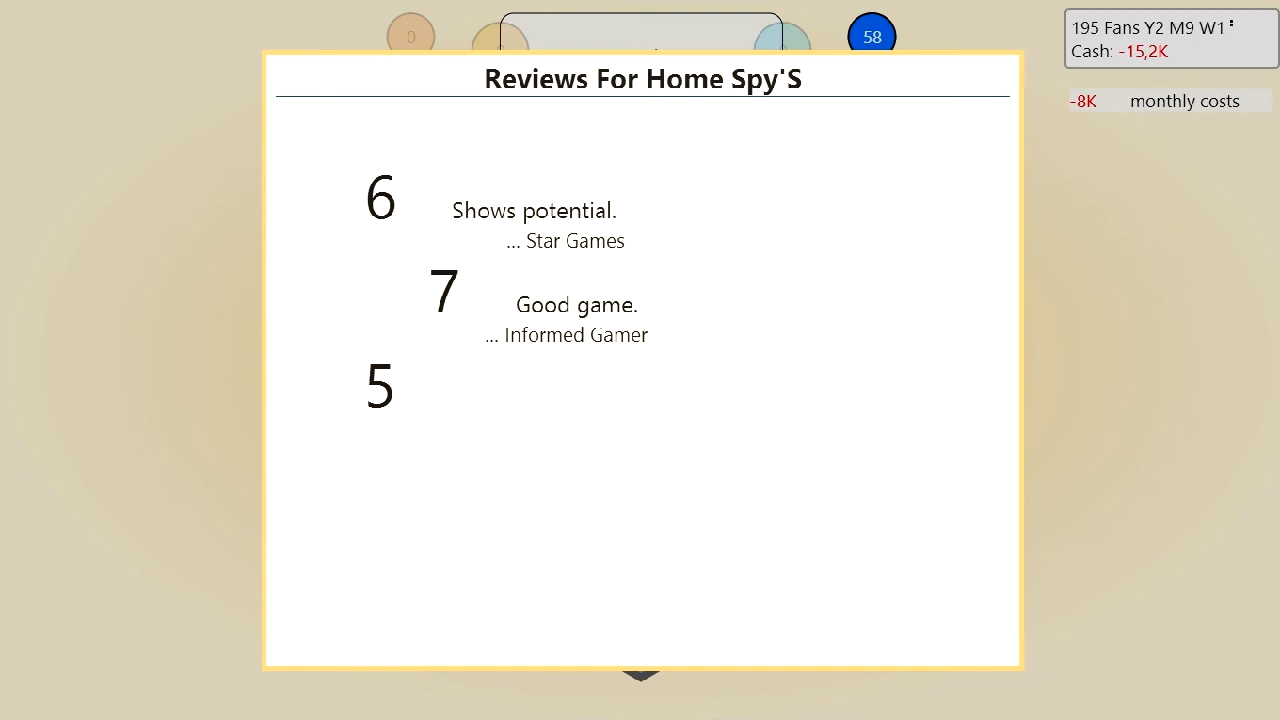 0
58
195 Fans Y2 M9 W1
Cash: -15,2K
-8K monthly costs
Reviews For Home Spy'S
6
Shows potential.
... Star Games
7
Good game.
... Informed Gamer
5